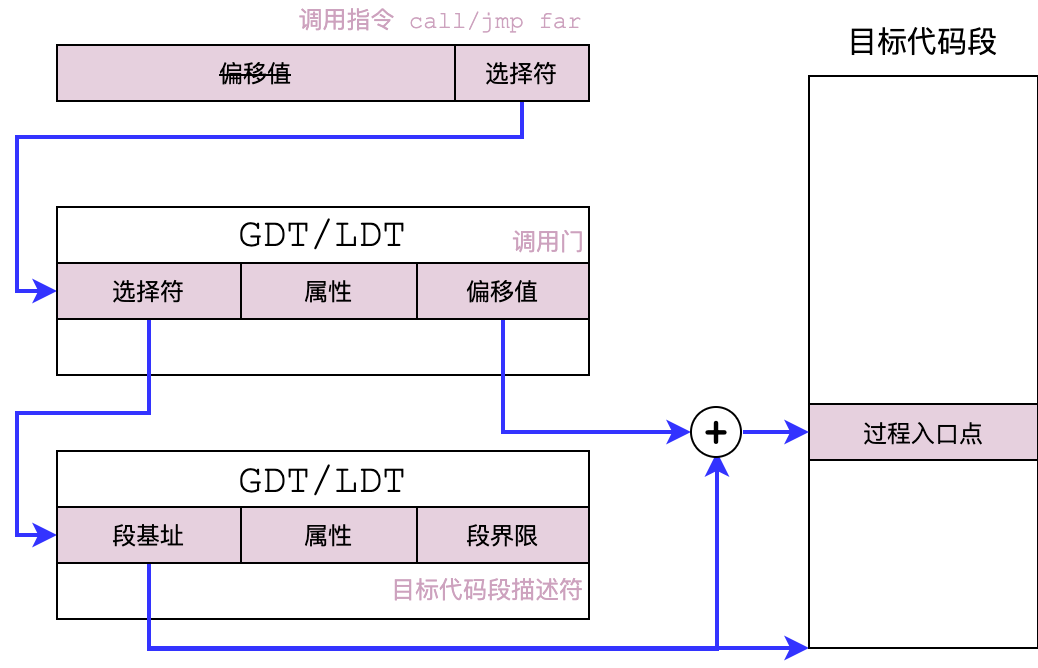 调用指令 call/jmp far
偏移值
选择符
目标代码段
GDT/LDT
调用门
选择符
属性
偏移值
+
过程入口点
GDT/LDT
段基址
属性
段界限
目标代码段描述符